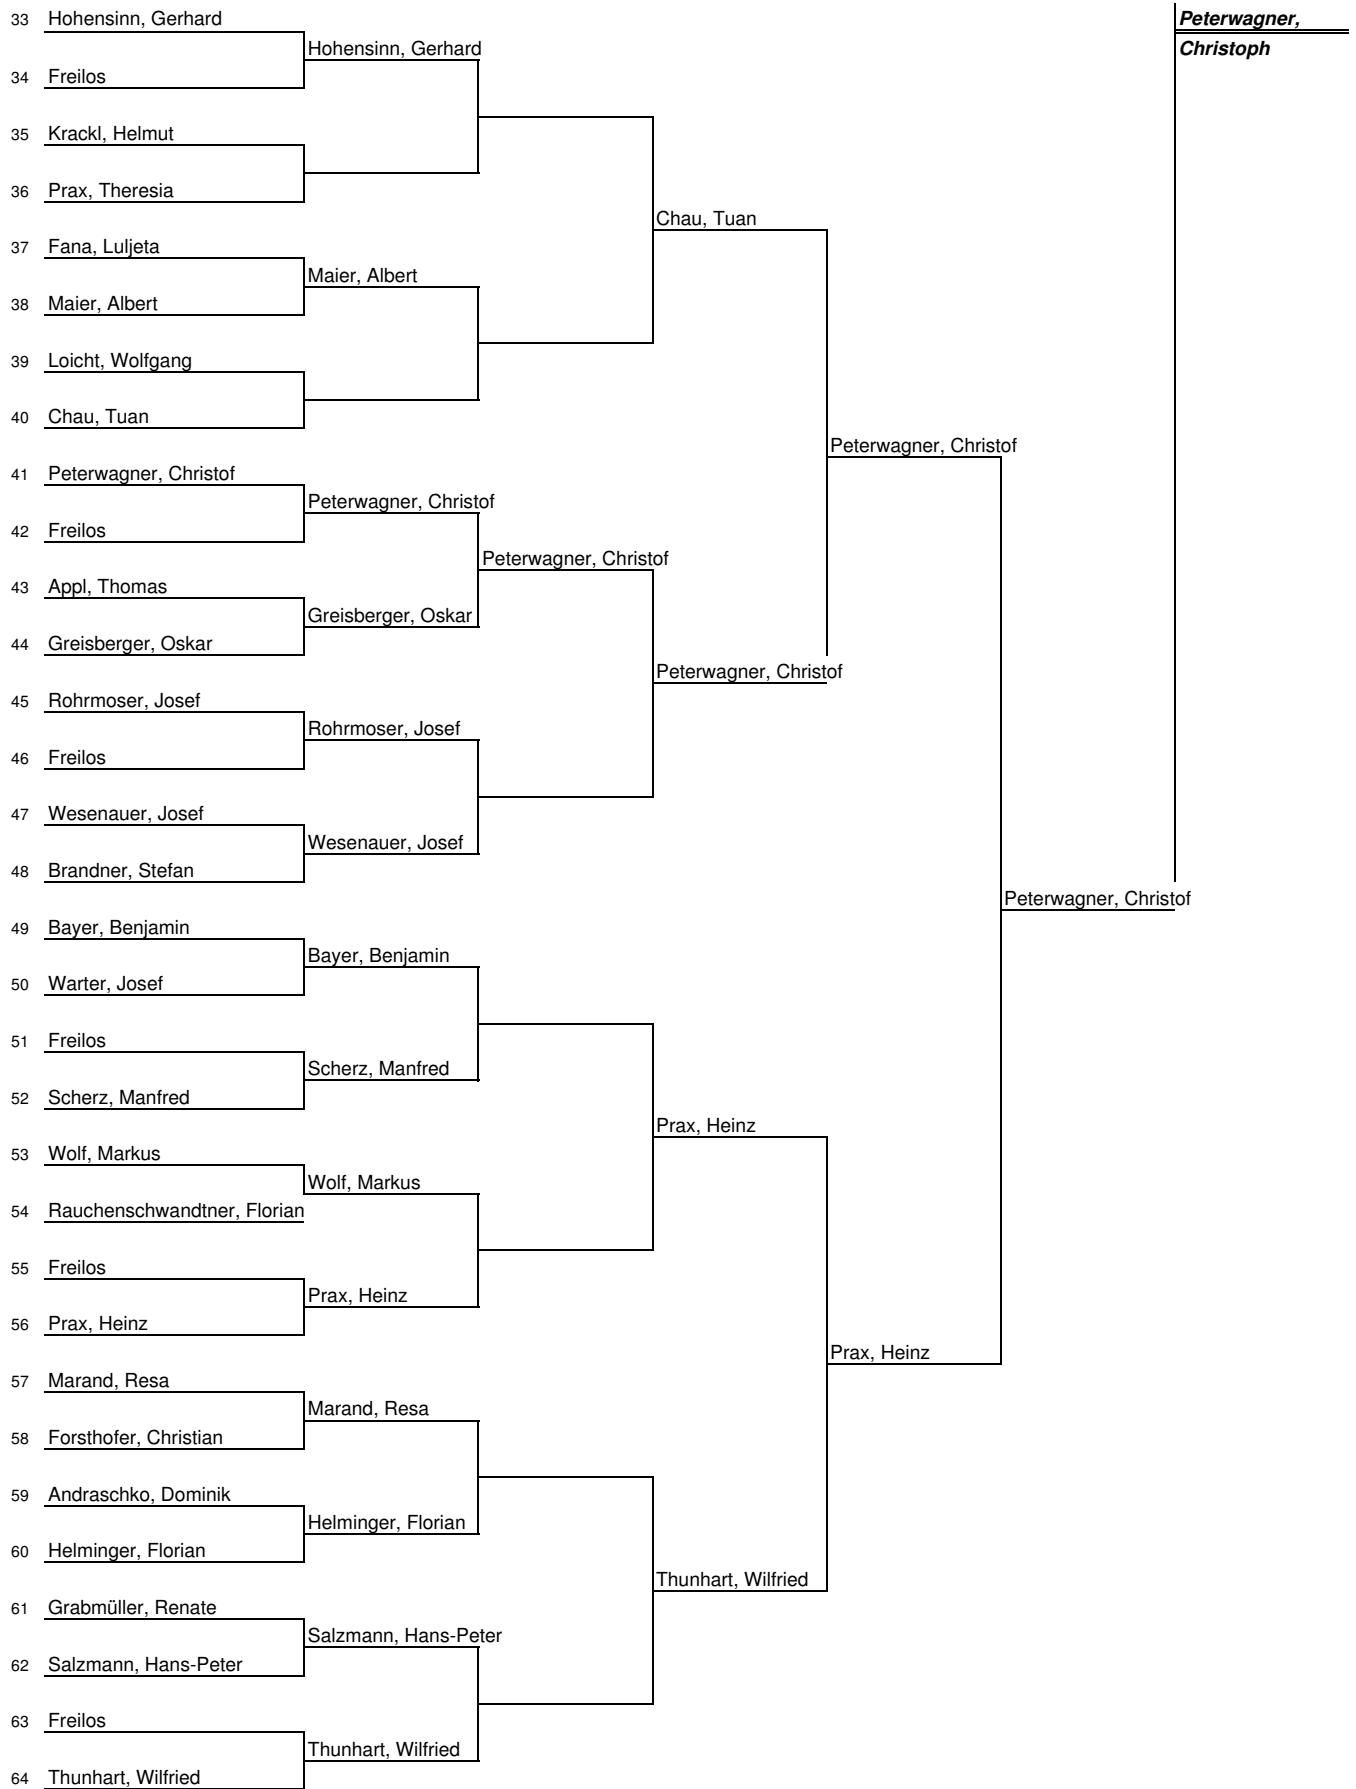 33 Hohensinn, Gerhard
Peterwagner,
Hohensinn, Gerhard
Christoph
34 Freilos
35 Krackl, Helmut
36 Prax, Theresia
Chau, Tuan
37 Fana, Luljeta
Maier, Albert
38 Maier, Albert
39 Loicht, Wolfgang
40 Chau, Tuan
Peterwagner, Christof
41 Peterwagner, Christof
Peterwagner, Christof
42 Freilos
Peterwagner, Christof
43 Appl, Thomas
Greisberger, Oskar
44 Greisberger, Oskar
Peterwagner, Christof
45 Rohrmoser, Josef
Rohrmoser, Josef
46 Freilos
47 Wesenauer, Josef
Wesenauer, Josef
48 Brandner, Stefan
Peterwagner, Christof
49 Bayer, Benjamin
Bayer, Benjamin
50 Warter, Josef
51 Freilos
Scherz, Manfred
52 Scherz, Manfred
Prax, Heinz
53 Wolf, Markus
Wolf, Markus
54 Rauchenschwandtner, Florian
55 Freilos
Prax, Heinz
56 Prax, Heinz
Prax, Heinz
57 Marand, Resa
Marand, Resa
58 Forsthofer, Christian
59 Andraschko, Dominik
Helminger, Florian
60 Helminger, Florian
Thunhart, Wilfried
61 Grabmüller, Renate
Salzmann, Hans-Peter
62 Salzmann, Hans-Peter
63 Freilos
Thunhart, Wilfried
64 Thunhart, Wilfried